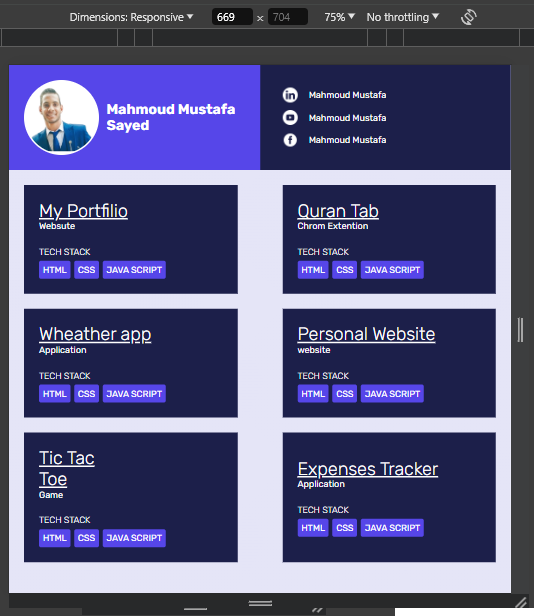 Dimensions: Responsive
669 x 704
75%
No throttling
Mahmoud Mustafa
Sayed
Mahmoud Mustafa
Mahmoud Mustafa
Mahmoud Mustafa
My Portfilio
Websute
TECH STACK
HTML CSS JAVA SCRIPT
Quran Tab
Chrom Extention
TECH STACK
HTML CSS JAVA SCRIPT
Wheather app
Application
TECH STACK
HTML CSS JAVA SCRIPT
Personal Website
website
TECH STACK
HTML CSS JAVA SCRIPT
Tic Tac
Toe
Game
TECH STACK
HTML CSS JAVA SCRIPT
Expenses Tracker
Application
TECH STACK
HTML CSS JAVA SCRIPT